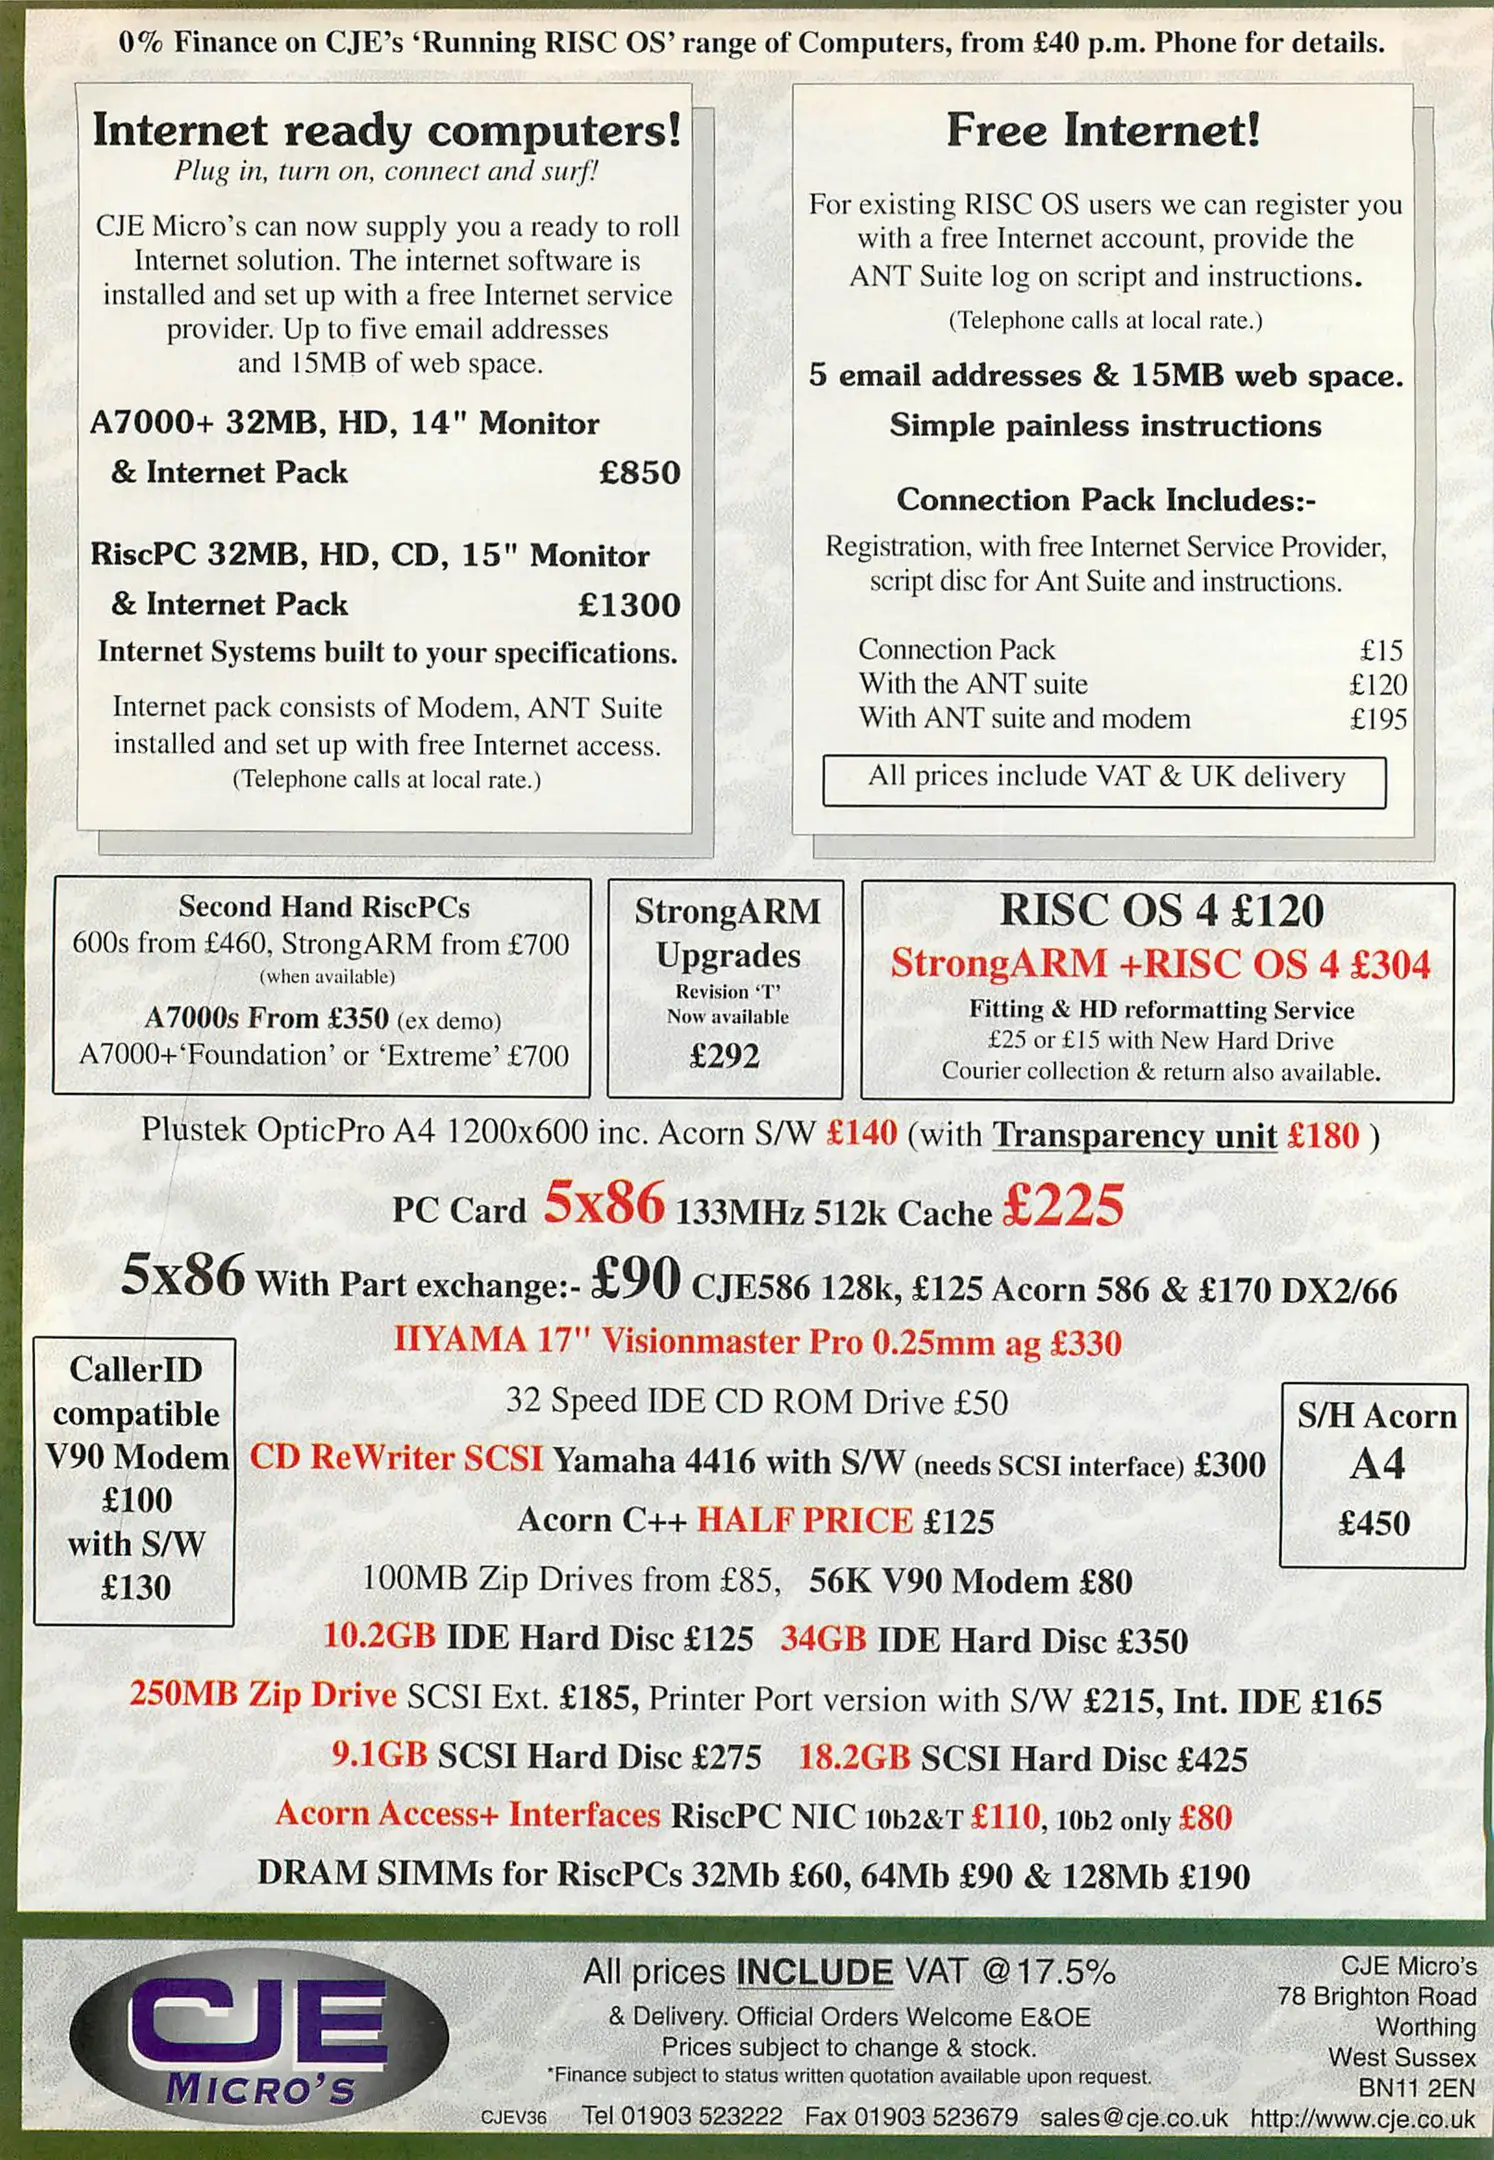 0% Finance on CJE's 'Running RISC OS' range of Computers, from £40 p.m. Phone for details.
Internet ready computers!
Plug in, turn on, connect and surf!
CJE Micro's can now supply you a ready to roll
Internet solution. The internet software is
installed and set up with a free Internet service
provider. Up to five email addresses
and 15MB of web space.
A7000+ 32MB, HD, 14" Monitor
& Internet Pack £850
RiscPC 32MB, HD, CD, 15" Monitor
& Internet Pack £1300
Internet Systems built to your specifications.
Internet pack consists of Modem, ANT Suite
installed and set up with free Internet access.
(Telephone calls at local rate.)
Free Internet!
For existing RISC OS users we can register you
with a free Internet account, provide the
ANT Suite log on script and instructions.
(Telephone calls at local rate.)
5 email addresses & 15MB web space.
Simple painless instructions
Connection Pack Includes:-
Registration, with free Internet Service Provider,
script disc for Ant Suite and instructions.
Connection Pack £15
With the ANT suite £120
With ANT suite and modem £195
All prices include VAT & UK delivery
Second Hand RiscPCs
600s from £460, StrongARM from £700
(when available)
A7000s From £350 (ex demo)
A7000+'Foundation' or 'Extreme' £700
StrongARM
Upgrades
Revision 'T'
Now available
£292
RISC OS 4 £120
StrongARM +RISC OS 4 £304
Fitting & HD reformatting Service
£25 or £15 with New Hard Drive
Courier collection & return also available.
Plustek OpticPro A4 1200x600 inc. Acorn S/W £140 (with Transparency unit £180 )
PC Card 5x86 133MHz 512k Cache £225
5x86 With Part exchange:- £90 CJE586 128k, £125 Acorn 586 & £170 DX2/66
IIYAMA 17" Visionmaster Pro 0.25mm ag £330
CallerID
compatible
V90 Modem
£100
with S/W
£130
32 Speed IDE CD ROM Drive £50
CD ReWriter SCSI Yamaha 4416 with S/W (needs SCSI interface) £300
Acorn C++ HALF PRICE £125
100MB Zip Drives from £85, 56K V90 Modem £80
S/H Acorn
A4
£450
10.2GB IDE Hard Disc £125 34GB IDE Hard Disc £350
250MB Zip Drive SCSI Ext. £185, Printer Port version with S/W £215, Int. IDE £165
9.1GB SCSI Hard Disc £275 18.2GB SCSI Hard Disc £425
Acorn Access+ Interfaces RiscPC NIC 10b2&T £110, 10b2 only £80
DRAM SIMMs for RiscPCs 32Mb £60, 64Mb £90 & 128Mb £190
CJE
MICRO'S
All prices INCLUDE VAT @ 17.5%
& Delivery. Official Orders Welcome E&OE
Prices subject to change & stock.
*Finance subject to status written quotation available upon request.
CJEV36 Tel 01903 523222 Fax 01903 523679 sales@cje.co.uk http://www.cje.co.uk
CJE Micro's
78 Brighton Road
Worthing
West Sussex
BN11 2EN